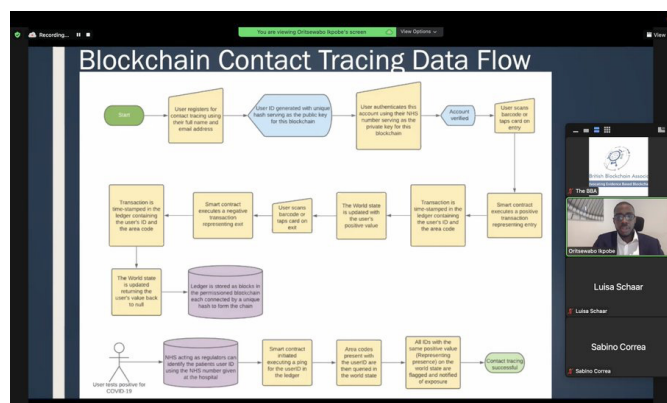 Recording...
You are viewing Oritsewabo Ikpobe's screen
View Options
View
Blockchain Contact Tracing Data Flow
Start
User registers for
contact tracing using
their full name and
email address
User ID generated with unique
hash serving as the public key
for this blockchain
User authenticates this
account using their NHS
number serving as the
private key for this
blockchain
Account
verified
User scans
barcode or
taps card on
entry
Transaction is
time-stamped in the
ledger containing
the user's ID and
the area code
Smart contract
executes a negative
transaction
representing exit
User scans
barcode or
taps card on
exit
The World state
is updated with
the user's
positive value
Transaction is
time-stamped in the
ledger containing
the user's ID and
the area code
Smart contract
executes a positive
transaction
representing entry
The World state
is updated
returning the
user's value back
to null
Ledger is stored as blocks in
the permissioned blockchain
each connected by a unique
hash to form the chain
User tests positive for
COVID-19
NHS acting as regulators can
identify the patients user ID
using the NHS number given
at the hospital
Smart contract
initiated
executing a ping
for the userID in
the ledger
Area codes
present with
the userID are
then queried in
the world state
All IDs with the
same positive value
(Representing
presence) on the
world state are
flagged and notified
of exposure
Contact tracing
successful
British Blockchain Associ
The BBA
Oritsewabo Ikpobe
Luisa Schaar
Luisa Schaar
Sabino Correa
Sabino Correa